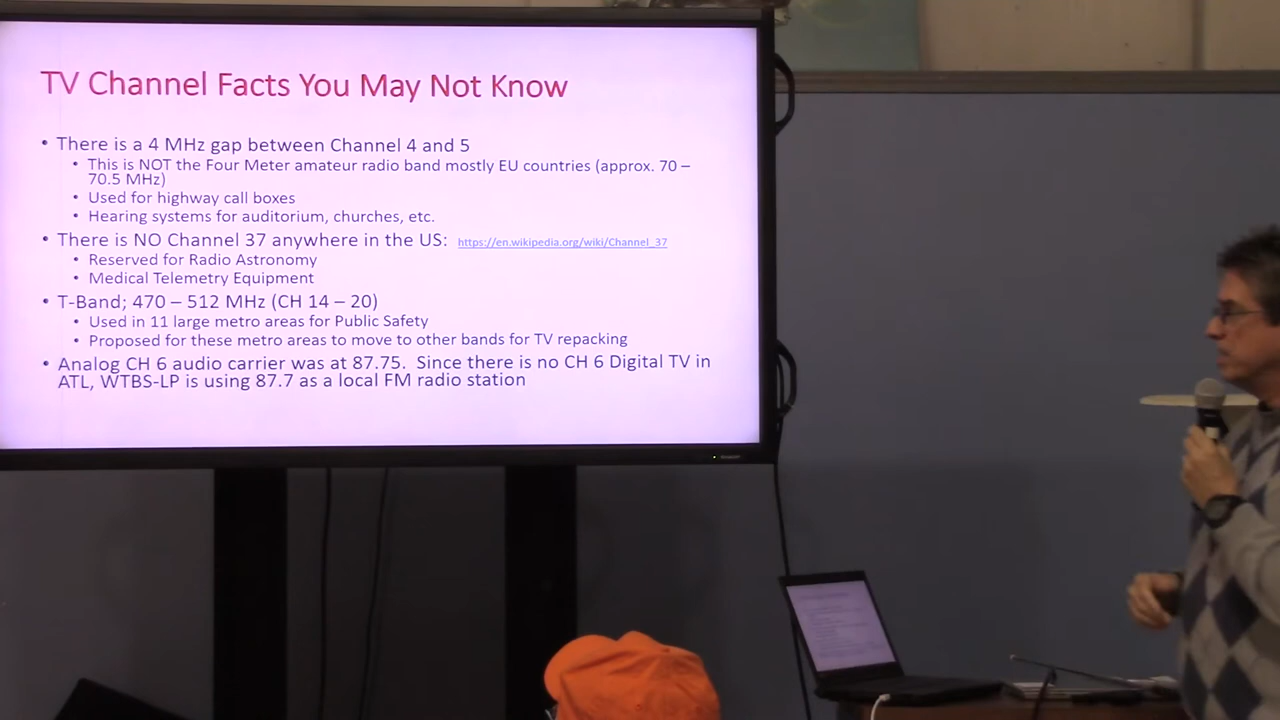 TV Channel Facts You May Not Know
• There is a 4 MHz gap between Channel 4 and 5
• This is NOT the Four Meter amateur radio band mostly EU countries (approx. 70 –
70.5 MHz)
• Used for highway call boxes
• Hearing systems for auditorium, churches, etc.
• There is NO Channel 37 anywhere in the US: https://en.wikipedia.org/wiki/Channel_37
• Reserved for Radio Astronomy
• Medical Telemetry Equipment
• T-Band; 470 – 512 MHz (CH 14 – 20)
• Used in 11 large metro areas for Public Safety
• Proposed for these metro areas to move to other bands for TV repacking
• Analog CH 6 audio carrier was at 87.75. Since there is no CH 6 Digital TV in
ATL, WTBS-LP is using 87.7 as a local FM radio station